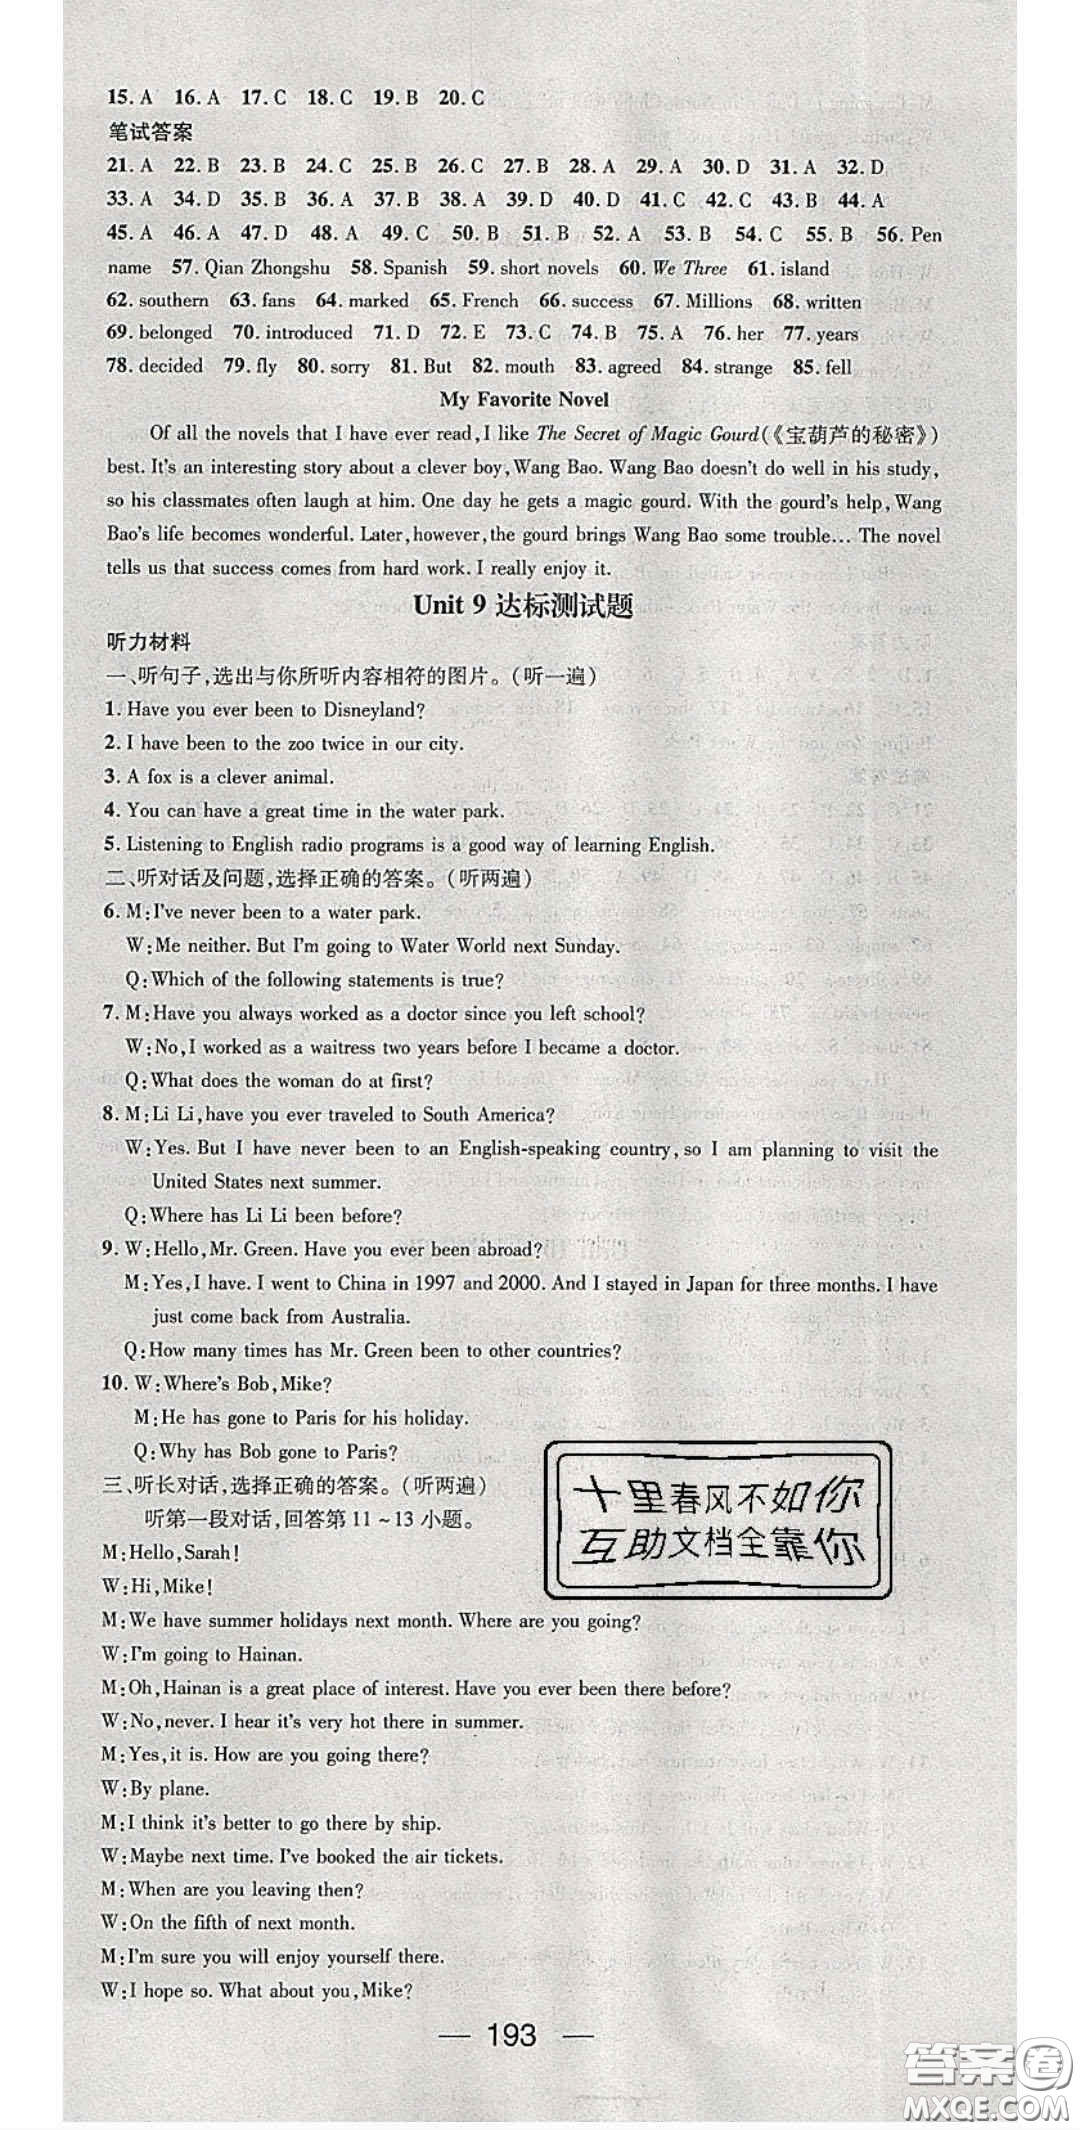 15. A 16. A 17. C 18. C 19. B 20. C
笔试答案
21. A 22. B 23. B 24. C 25. B 26. C 27. B 28. A 29. A 30. D 31. A 32. D
33. A 34. D 35. B 36. A 37. B 38. A 39. D 40. D 41. C 42. C 43. B 44. A
45. A 46. A 47. D 48. A 49. C 50. B 51. B 52. A 53. B 54. C 55. B 56. Pen
name 57. Qian Zhongshu 58. Spanish 59. short novels 60. We Three 61. island
62. southern 63. fans 64. marked 65. French 66. success 67. Millions 68. written
69. belonged 70. introduced 71. D 72. E 73. C 74. B 75. A 76. her 77. years
78. decided 79. fly 80. sorry 81. But 82. mouth 83. agreed 84. strange 85. fell
My Favorite Novel
Of all the novels that I have ever read, I like The Secret of Magic Gourd(《宝葫芦的秘密》)
best. It's an interesting story about a clever boy, Wang Bao. Wang Bao doesn't do well in his study,
so his classmates often laugh at him. One day he gets a magic gourd. With the gourd's help, Wang
Bao's life becomes wonderful. Later, however, the gourd brings Wang Bao some trouble... The novel
tells us that success comes from hard work. I really enjoy it.
Unit 9 达标测试题
听力材料
一、听句子,选出与你所听内容相符的图片。(听一遍)
1. Have you ever been to Disneyland?
2. I have been to the zoo twice in our city.
3. A fox is a clever animal.
4. You can have a great time in the water park.
5. Listening to English radio programs is a good way of learning English.
二、听对话及问题,选择正确的答案。(听两遍)
6. M: I've never been to a water park.
W: Me neither. But I'm going to Water World next Sunday.
Q: Which of the following statements is true?
7. M: Have you always worked as a doctor since you left school?
W: No, I worked as a waitress two years before I became a doctor.
Q: What does the woman do at first?
8. M: Li Li, have you ever traveled to South America?
W: Yes. But I have never been to an English-speaking country, so I am planning to visit the
United States next summer.
Q: Where has Li Li been before?
9. W: Hello, Mr. Green. Have you ever been abroad?
M: Yes, I have. I went to China in 1997 and 2000. And I stayed in Japan for three months. I have
just come back from Australia.
Q: How many times has Mr. Green been to other countries?
10. W: Where's Bob, Mike?
M: He has gone to Paris for his holiday.
Q: Why has Bob gone to Paris?
三、听长对话,选择正确的答案。(听两遍)
听第一段对话,回答第 11~13 小题。
M: Hello, Sarah!
W: Hi, Mike!
M: We have summer holidays next month. Where are you going?
W: I'm going to Hainan.
M: Oh, Hainan is a great place of interest. Have you ever been there before?
W: No, never. I hear it's very hot there in summer.
M: Yes, it is. How are you going there?
W: By plane.
M: I think it's better to go there by ship.
W: Maybe next time. I've booked the air tickets.
M: When are you leaving then?
W: On the fifth of next month.
M: I'm sure you will enjoy yourself there.
W: I hope so. What about you, Mike?
— 193 —
十里春风不如你
互助文档全靠你
答案圈
MXQE.COM